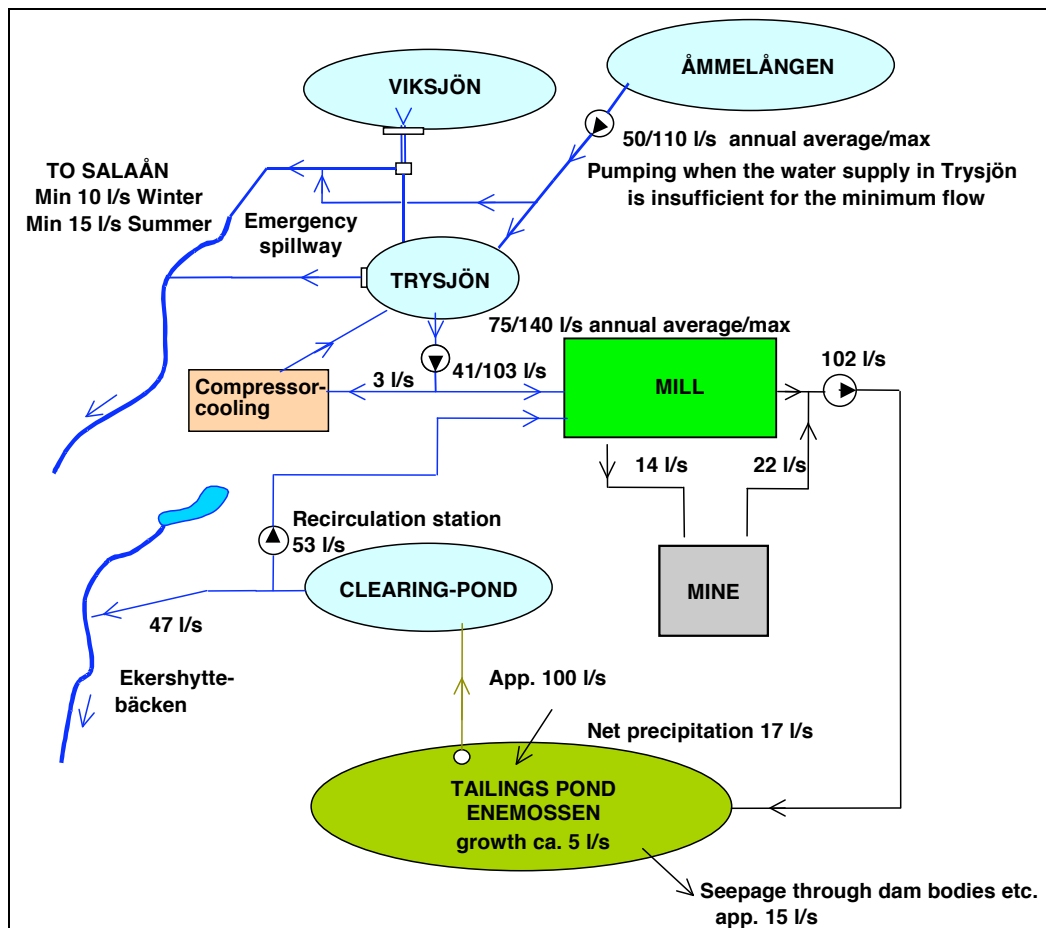 VIKSJÖN
ÅMMELÅNGEN
50/110 l/s annual average/max
Pumping when the water supply in Trysjön
is insufficient for the minimum flow
TO SALAÅN
Min 10 l/s Winter
Min 15 l/s Summer
Emergency
spillway
TRYSJÖN
75/140 l/s annual average/max
Compressor-
cooling
3 l/s
41/103 l/s
MILL
102 l/s
14 l/s
22 l/s
Recirculation station
53 l/s
CLEARING-POND
MINE
47 l/s
Ekershytte-
bäcken
App. 100 l/s
Net precipitation 17 l/s
TAILINGS POND
ENEMOSSEN
growth ca. 5 l/s
Seepage through dam bodies etc.
app. 15 l/s